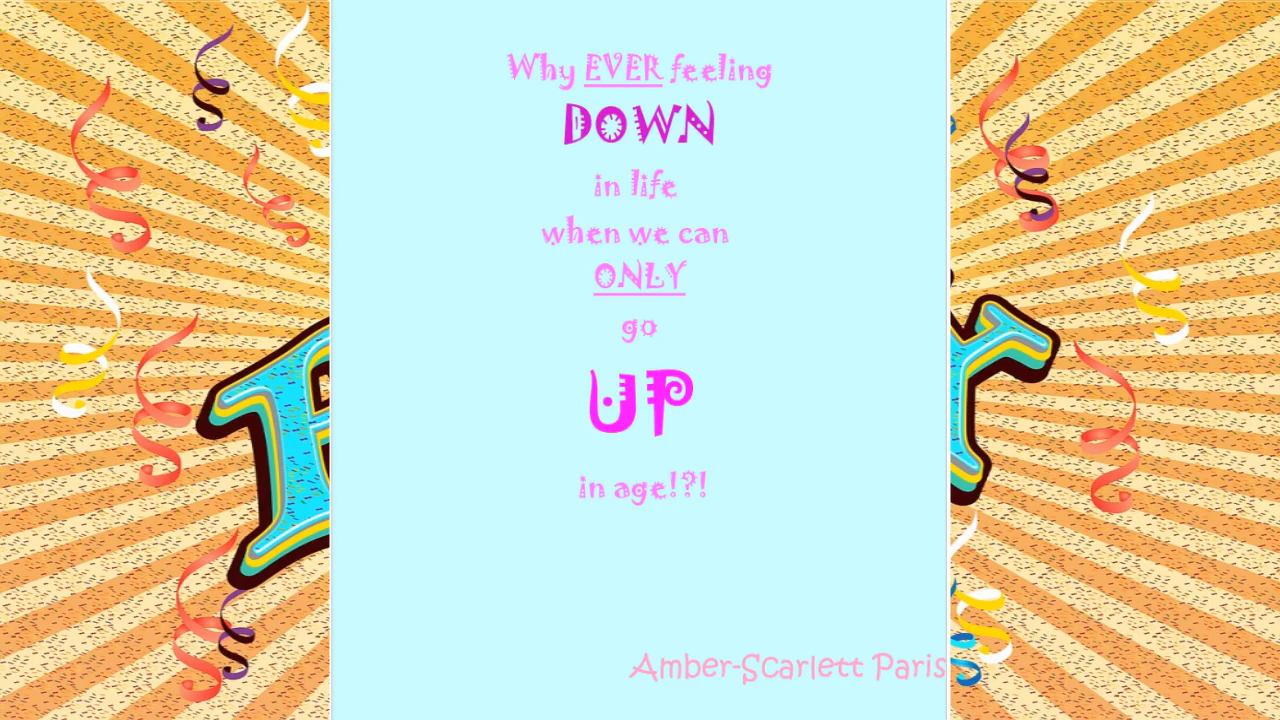 Why EVER feeling
DOWN
in life
when we can
ONLY
go
UP
in age!?!
Amber-Scarlett Paris